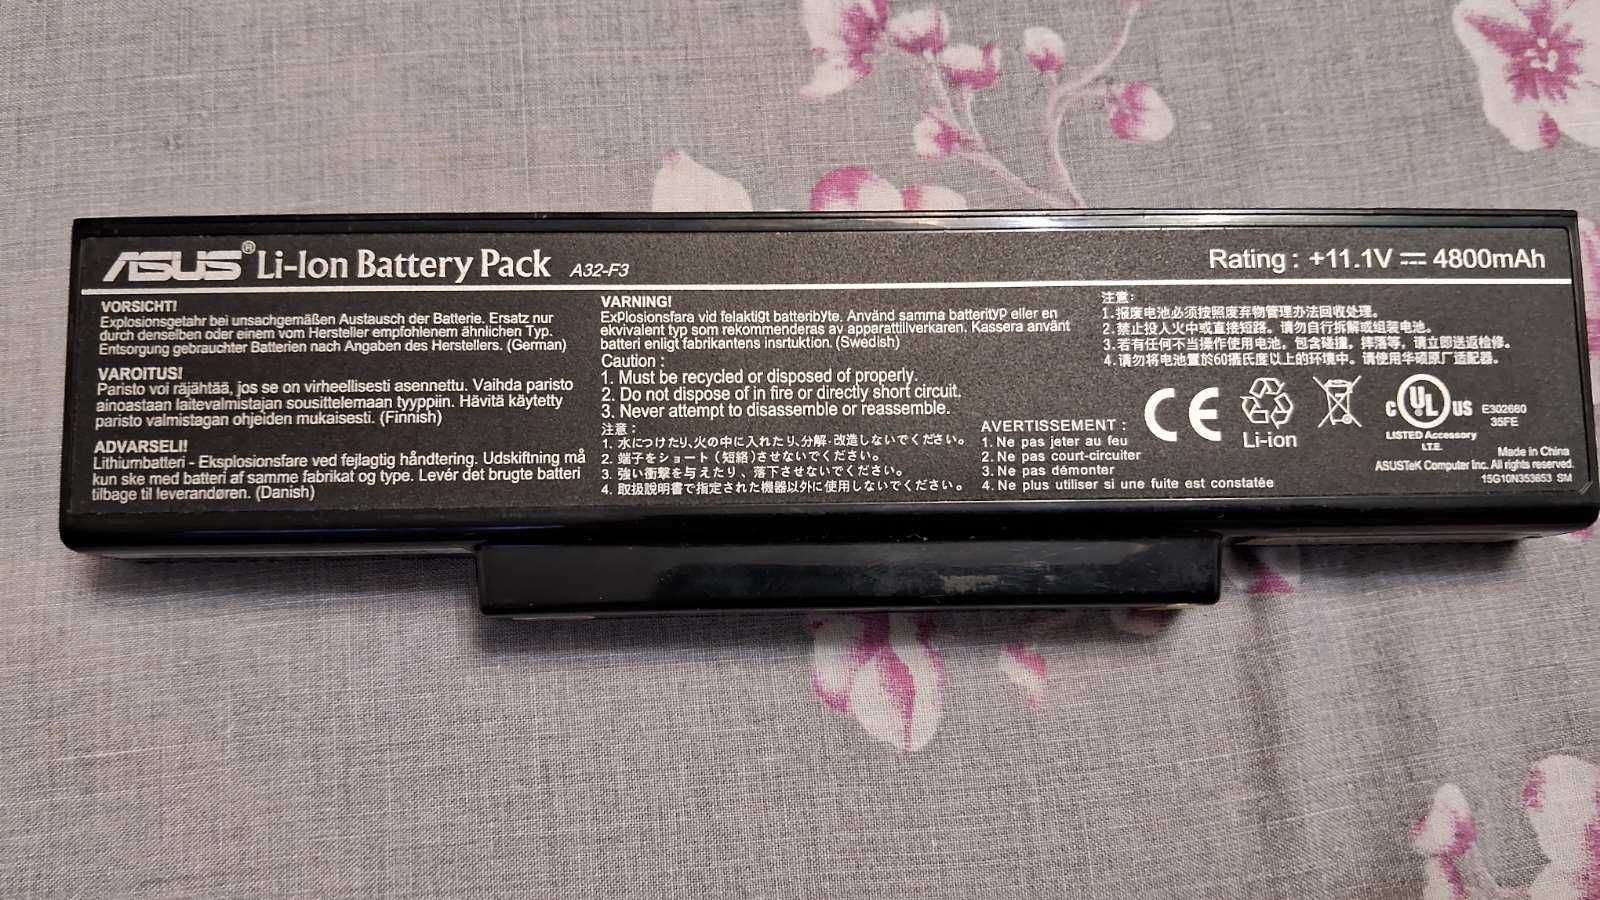 ASUS® Li-Ion Battery Pack A32-F3
Rating : +11.1V ⎓ 4800mAh
VORSICHT!
Explosionsgetahr bei unsachgemäßen Austausch der Batterie. Ersatz nur
durch denselben oder einem vom Hersteller empfohlenem ähnlichen Typ.
Entsorgung gebrauchter Batterien nach Angaben des Herstellers. (German)
VAROITUS!
Paristo voi räjähtää, jos se on virheellisesti asennettu. Vaihda paristo
ainoastaan laitevalmistajan sousittelemaan tyyppiin. Hävitä käytetty
paristo valmistagan ohjeiden mukaisesti. (Finnish)
ADVARSELI!
Lithiumbatteri - Eksplosionsfare ved fejlagtig håndtering. Udskiftning må
kun ske med batteri af samme fabrikat og type. Levér det brugte batteri
tilbage til leverandøren. (Danish)
VARNING!
Explosionsfara vid felaktigt batteribyte. Använd samma batterityp eller en
ekvivalent typ som rekommenderas av apparattillverkaren. Kassera använt
batteri enligt fabrikantens insrtuktion. (Swedish)
Caution :
1. Must be recycled or disposed of properly.
2. Do not dispose of in fire or directly short circuit.
3. Never attempt to disassemble or reassemble.
注意 :
1. 水につけたり、火の中に入れたり、分解・改造しないでください。
2. 端子をショート（短絡）させないでください。
3. 強い衝撃を与えたり、落下させないでください。
4. 取扱説明書で指定された機器以外に使用しないでください。
AVERTISSEMENT :
1. Ne pas jeter au feu
2. Ne pas court-circuiter
3. Ne pas démonter
4. Ne plus utiliser si une fuite est constatée
注意:
1. 报废电池必须按照废弃物管理办法回收处理。
2. 禁止投入火中或直接短路。请勿自行拆解或组装电池。
3. 若有任何不当操作使用电池，包含碰撞，摔落等，请立即送返检修。
4. 请勿将电池置於60摄氏度以上的环境中。请使用华硕原厂适配器。
CE
Li-ion
c UL US
LISTED Accessory
I.T.E.
E302660
35FE
Made in China
ASUSTeK Computer Inc. All rights reserved.
15G10N353653 SM